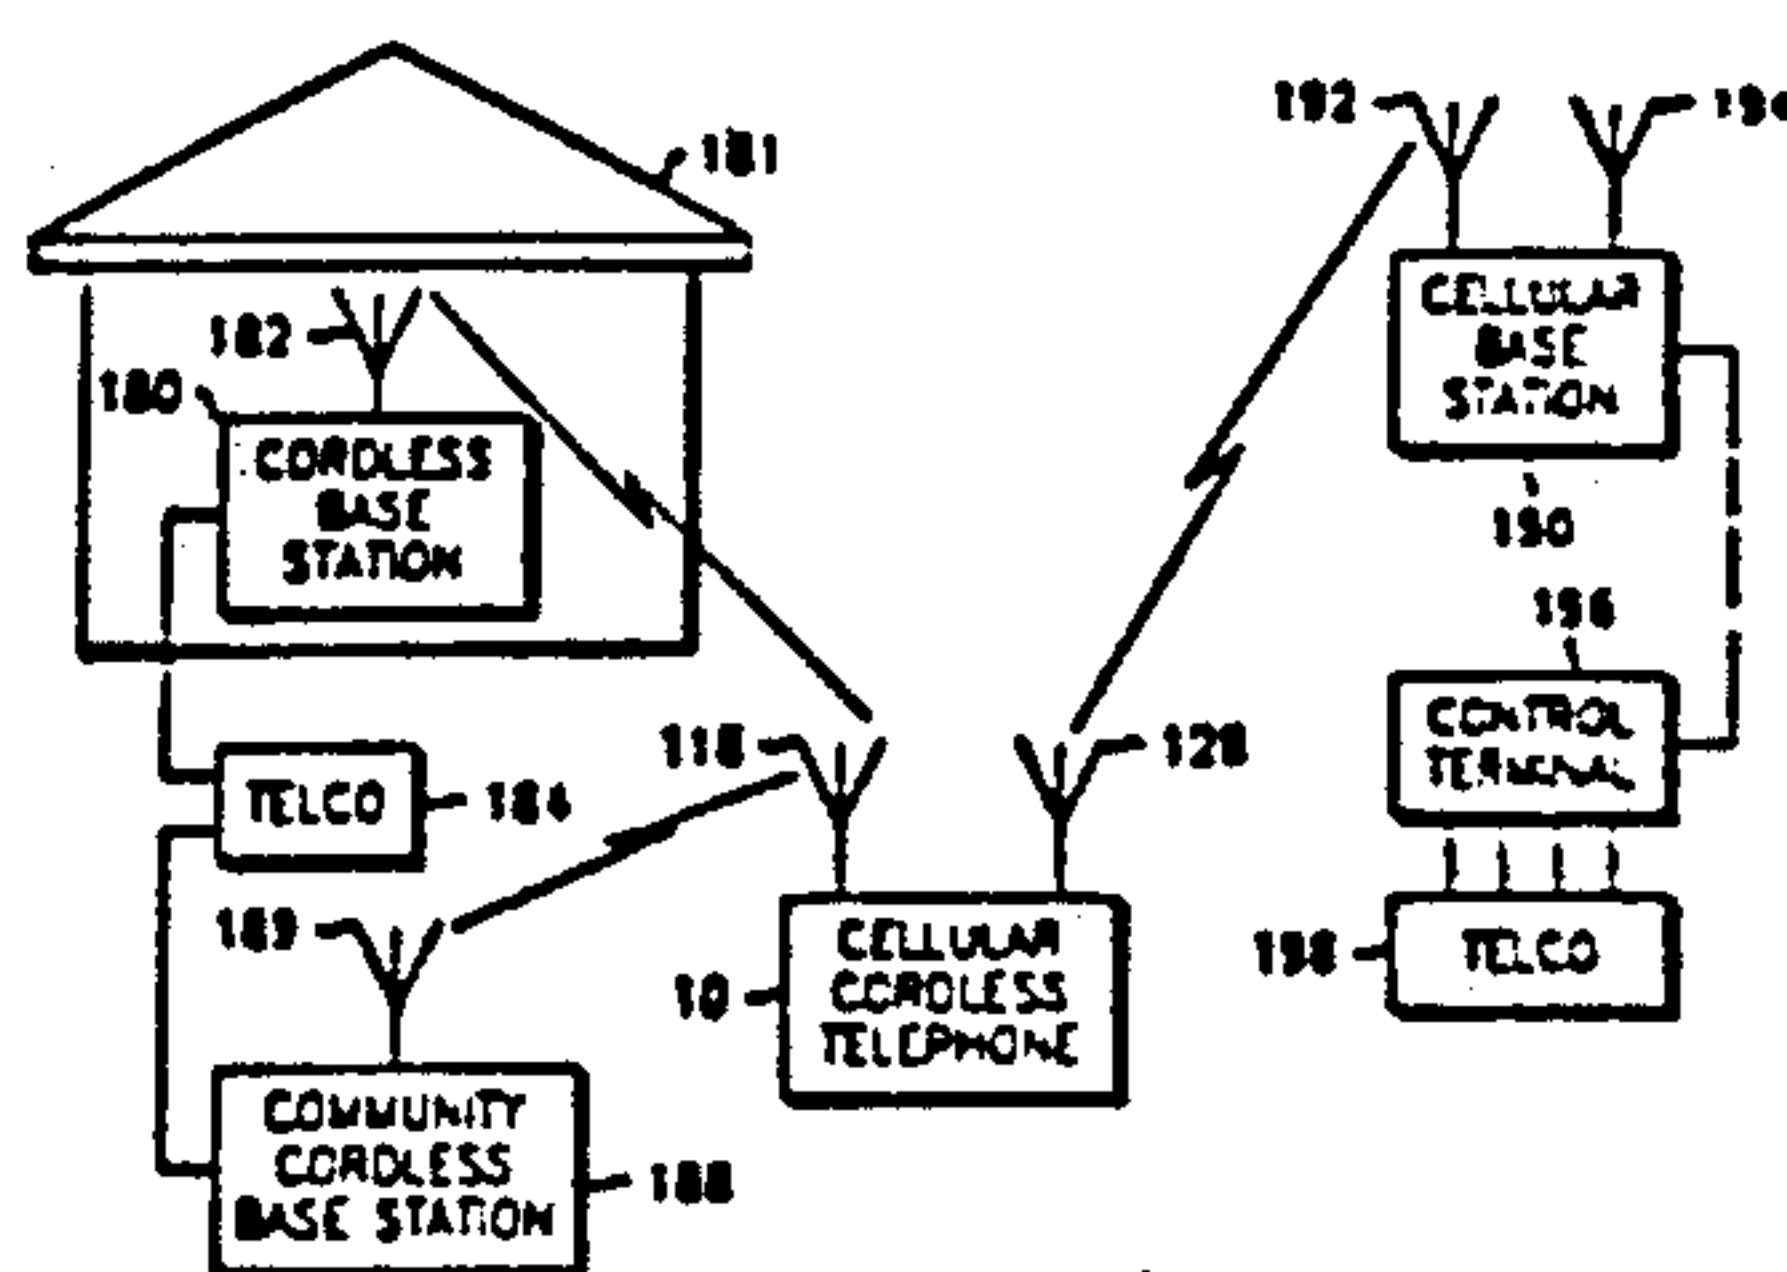 181
182
180
CORDLESS
BASE
STATION
TELCO
184
189
COMMUNITY
CORDLESS
BASE STATION
188
118
128
10
CELLULAR
CORDLESS
TELEPHONE
192
CELLULAR
BASE
STATION
190
196
CONTROL
TERMINAL
198
TELCO